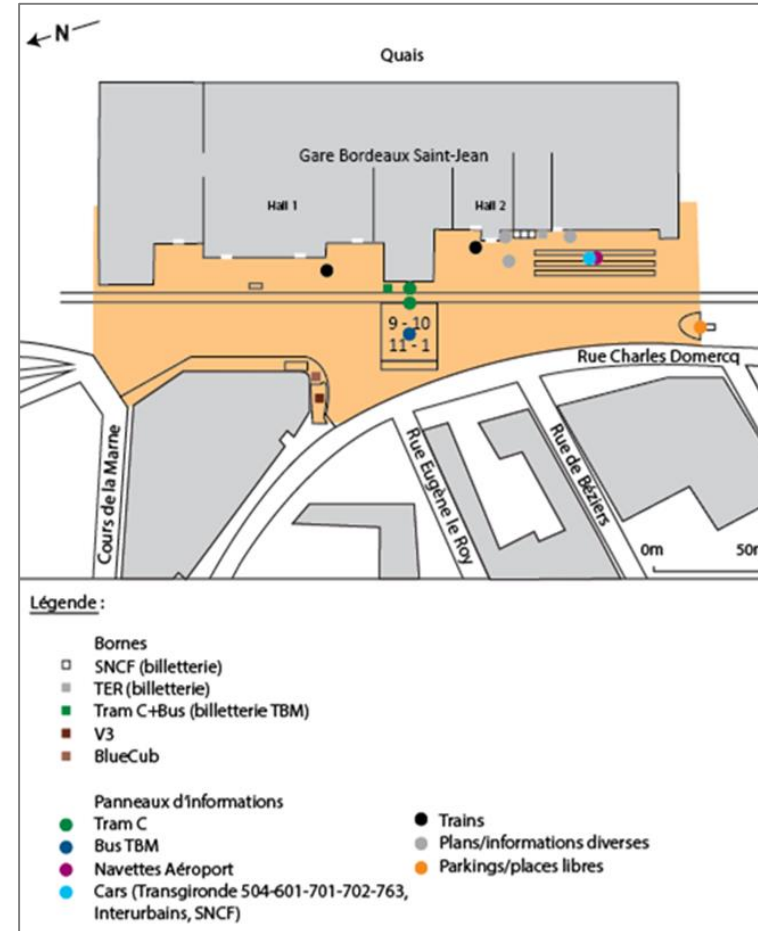 N
Quais
Gare Bordeaux Saint-Jean
Hall 1
Hall 2
9 - 10
11 - 1
Rue Charles Domercq
Cours de la Marne
Rue Eugène le Roy
Rue de Béziers
0m
50m
Légende :
Bornes
SNCF (billetterie)
TER (billetterie)
Tram C+Bus (billetterie TBM)
V3
BlueCub
Panneaux d'informations
Tram C
Bus TBM
Navettes Aéroport
Cars (Transgironde 504-601-701-702-763,
Interurbains, SNCF)
Trains
Plans/informations diverses
Parkings/places libres